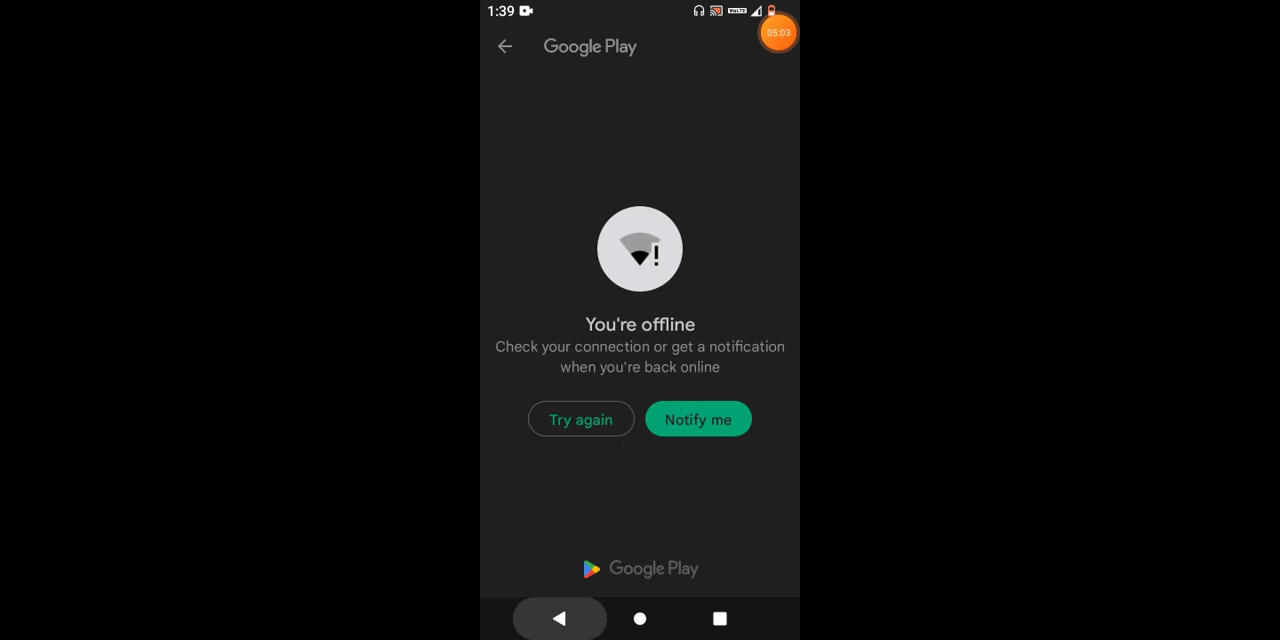 1:39
VoLTE
05:03
Google Play
You're offline
Check your connection or get a notification
when you're back online
Try again
Notify me
Google Play